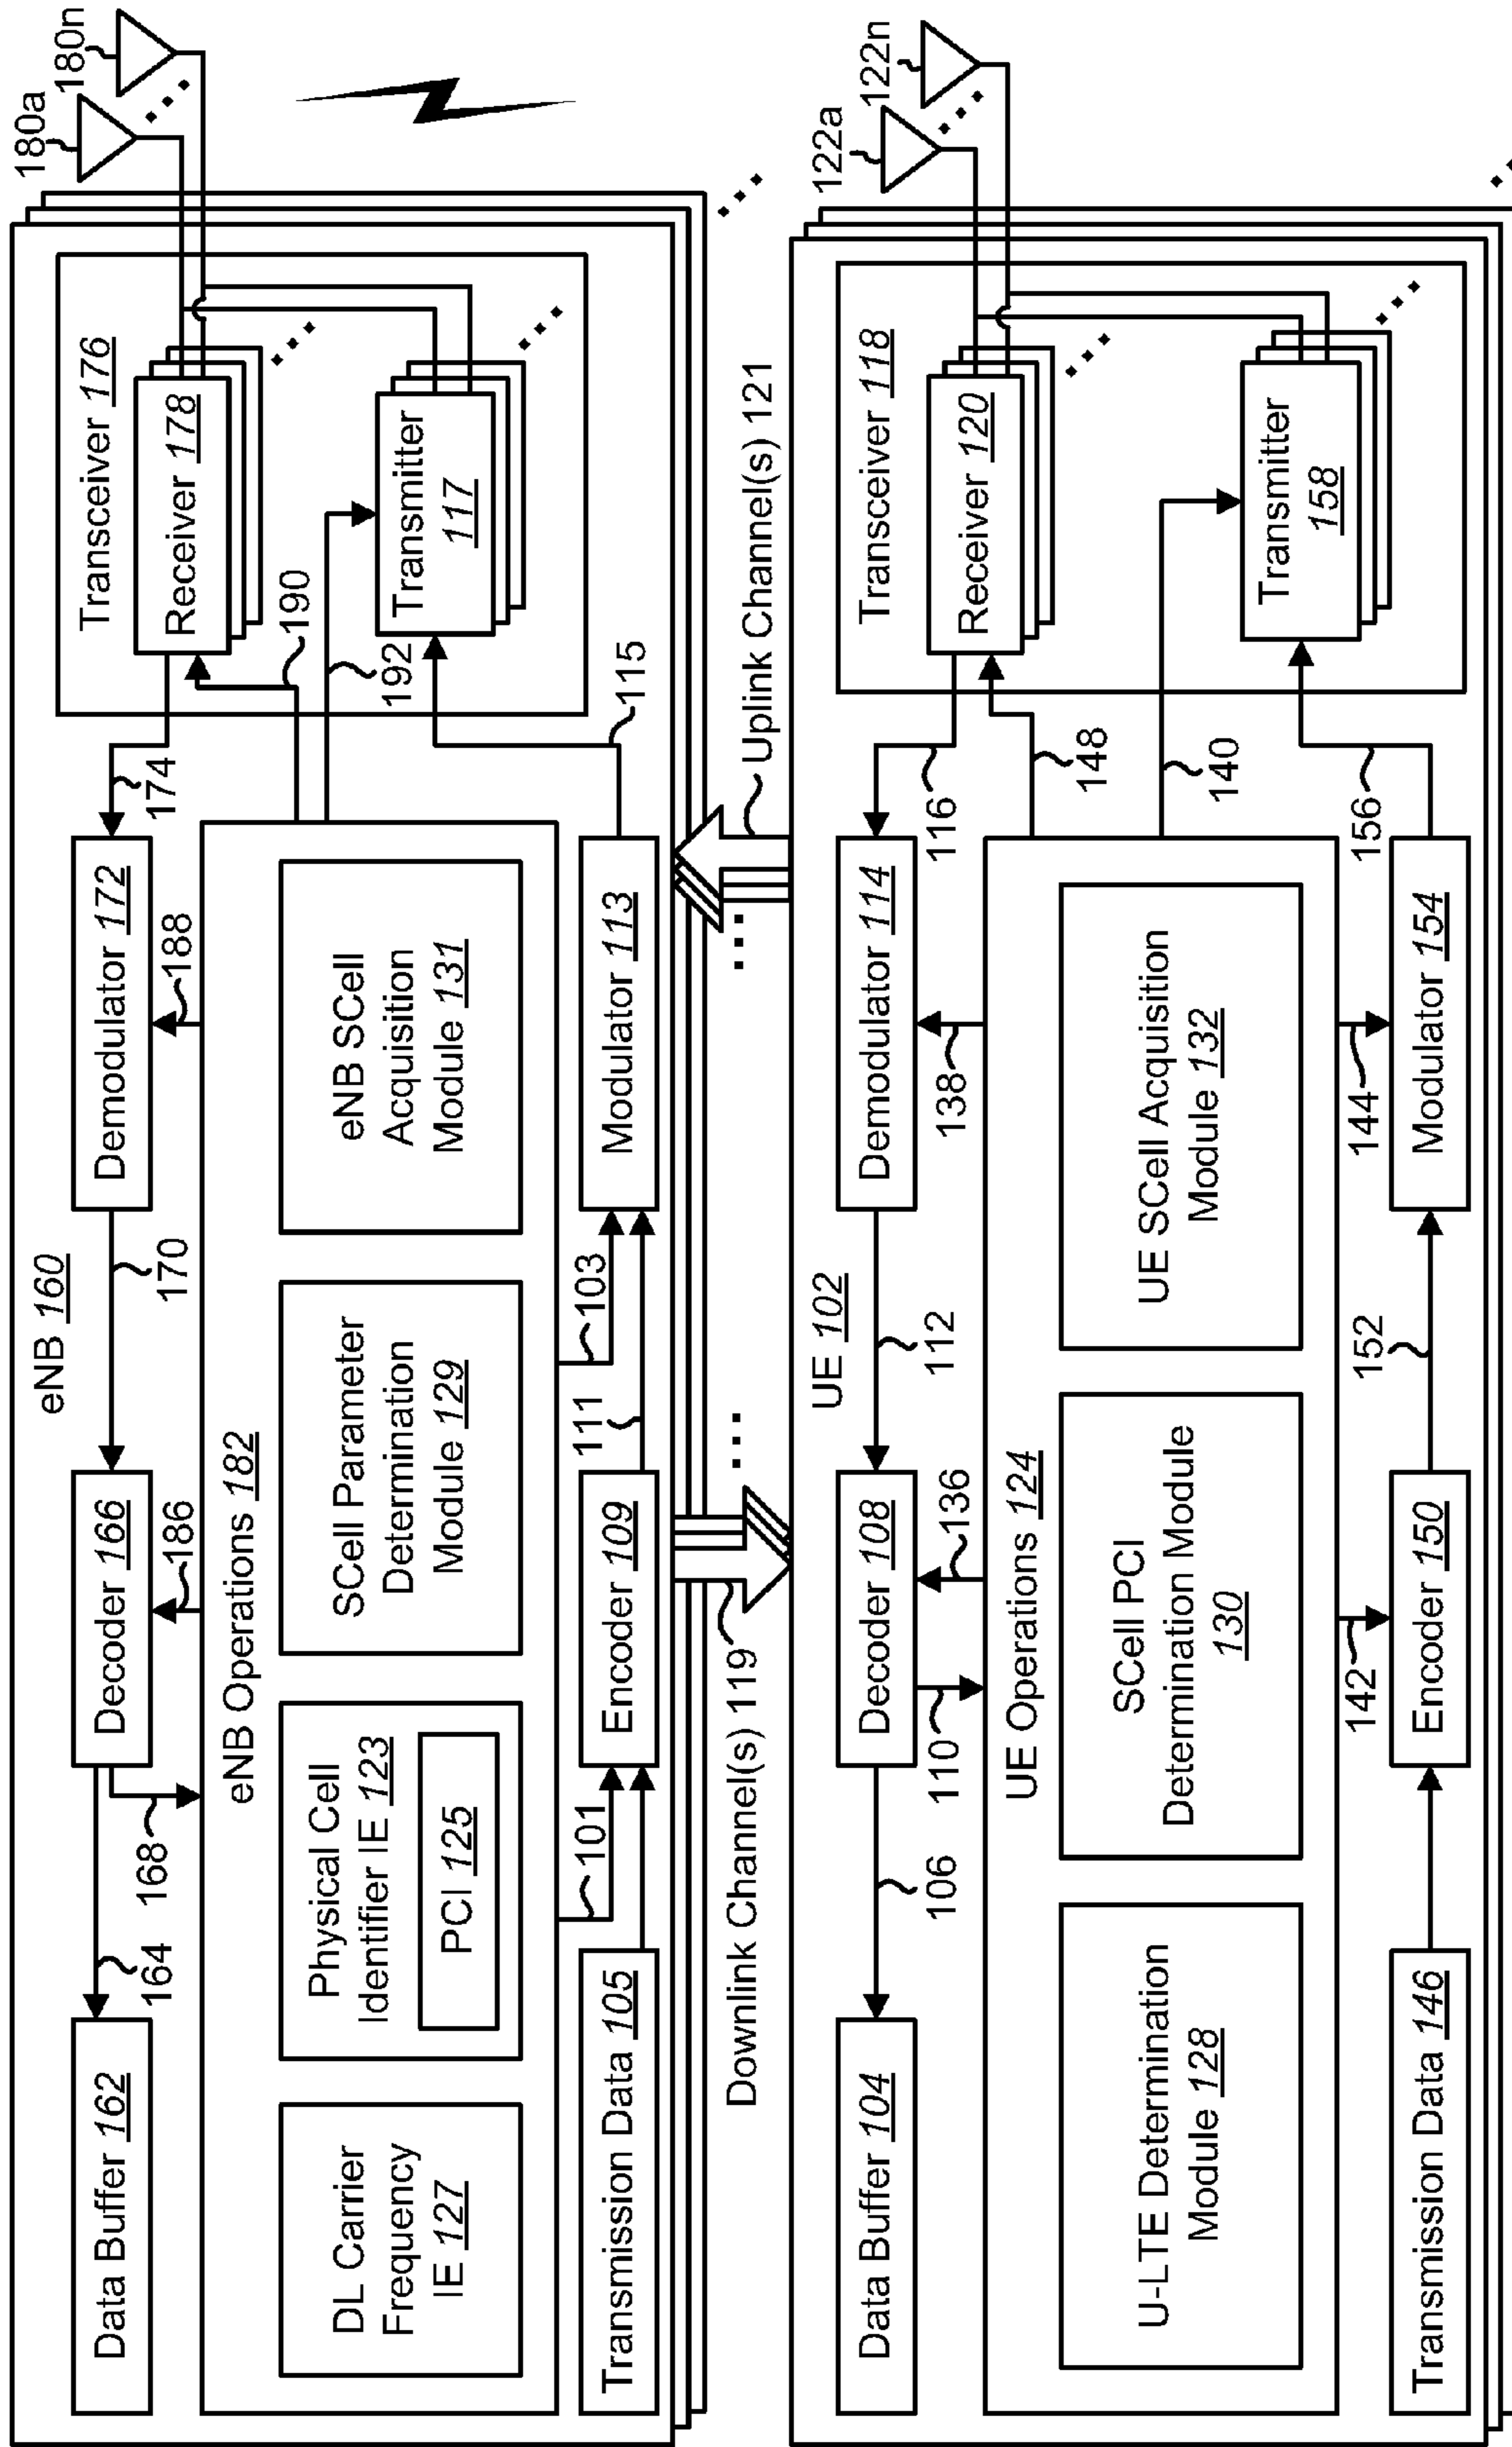 eNB 160
Data Buffer 162
164
168
Decoder 166
186
170
Demodulator 172
188
174
Transceiver 176
Receiver 178
190
192
Transmitter
117
180a
180n
eNB Operations 182
DL Carrier
Frequency
IE 127
Physical Cell
Identifier IE 123
PCI 125
SCell Parameter
Determination
Module 129
eNB SCell
Acquisition
Module 131
Transmission Data 105
101
Encoder 109
111
103
Modulator 113
115
Downlink Channel(s) 119
...
...
Uplink Channel(s) 121
UE 102
Data Buffer 104
106
Decoder 108
110
136
112
Demodulator 114
138
116
148
Transceiver 118
Receiver 120
122a
122n
UE Operations 124
U-LTE Determination
Module 128
SCell PCI
Determination Module
130
UE SCell Acquisition
Module 132
140
Transmitter
158
Transmission Data 146
142
Encoder 150
152
144
Modulator 154
156